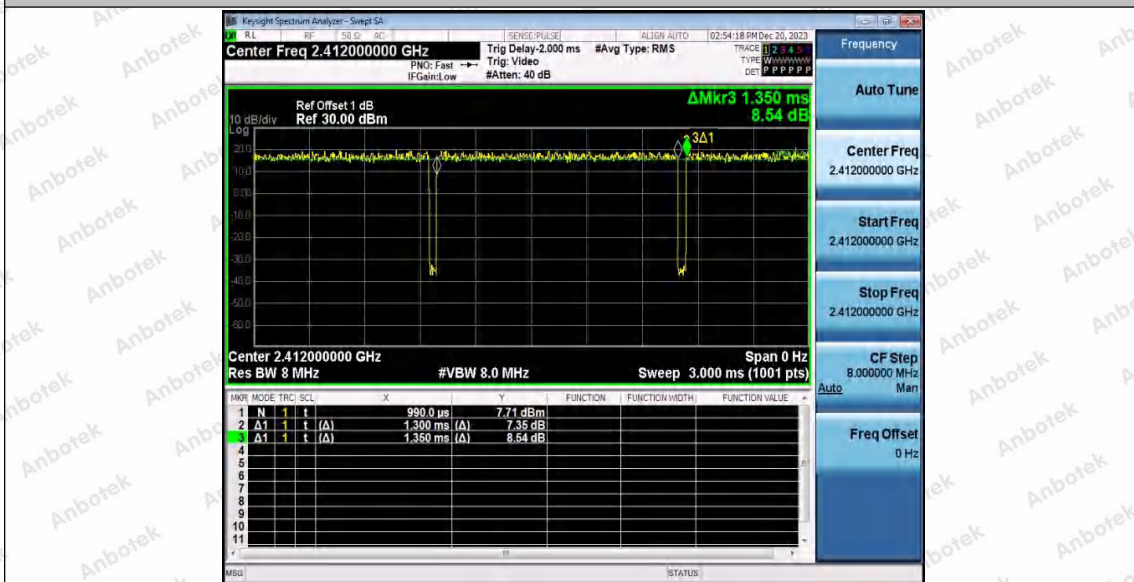 Keysight Spectrum Analyzer - Swept SA
RL RF 50 Ω AC SENSE:PULSE ALIGN AUTO 02:54:18 PM Dec 20, 2023
Center Freq 2.412000000 GHz
PNO: Fast
IFGain:Low
Trig Delay-2.000 ms
Trig: Video
#Atten: 40 dB
#Avg Type: RMS
TRACE 1 2 3 4 5 6
TYPE WWWWWW
DET P P P P P P
Frequency
Auto Tune
Center Freq
2.412000000 GHz
Start Freq
2.412000000 GHz
Stop Freq
2.412000000 GHz
CF Step
8.000000 MHz
Auto Man
Freq Offset
0 Hz
ΔMkr3 1.350 ms
8.54 dB
Ref Offset 1 dB
10 dB/div Ref 30.00 dBm
Log
20.0
10.0
0.00
-10.0
-20.0
-30.0
-40.0
-50.0
-60.0
3Δ1
Center 2.412000000 GHz Span 0 Hz
Res BW 8 MHz #VBW 8.0 MHz Sweep 3.000 ms (1001 pts)
MKR MODE TRC SCL X Y FUNCTION FUNCTION WIDTH FUNCTION VALUE
1 N 1 t 990.0 µs 7.71 dBm
2 Δ1 1 t (Δ) 1.300 ms (Δ) 7.35 dB
3 Δ1 1 t (Δ) 1.350 ms (Δ) 8.54 dB
4
5
6
7
8
9
10
11
MSG STATUS
Anbotek